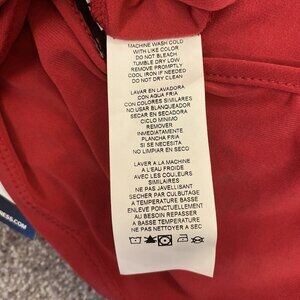 MACHINE WASH COLD
WITH LIKE COLOR
DO NOT BLEACH
TUMBLE DRY LOW
REMOVE PROMPTLY
COOL IRON IF NEEDED
DO NOT DRY CLEAN
LAVAR EN LAVADORA
CON AGUA FRIA
CON COLORES SIMILARES
NO USAR BLANQUEADOR
SECAR EN SECADORA
CICLO MINIMO
REMOVER
INMEDIATAMENTE
PLANCHA FRIA
SI SE NECESITA
NO LIMPIAR EN SECO
LAVER A LA MACHINE
A L'EAU FROIDE
AVEC LES COULEURS
SIMILAIRES
NE PAS JAVELLISANT
SECHER PAR CULBUTAGE
A TEMPERATURE BASSE
ENLEVE PONCTUELLEMENT
AU BESOIN REPASSER
A BASSE TEMPERATURE
NE PAS NETTOYER A SEC
NESS.COM